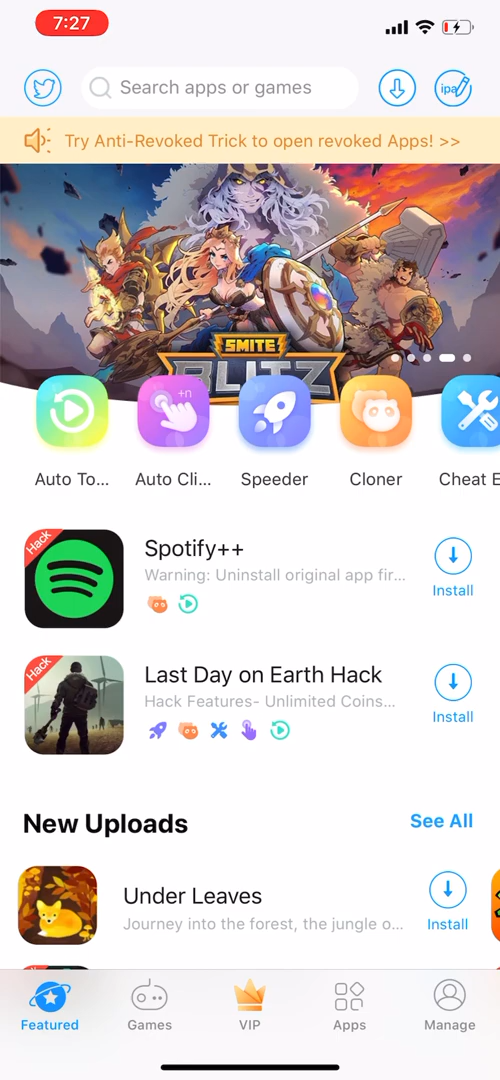 7:27
Search apps or games
ipa
Try Anti-Revoked Trick to open revoked Apps! >>
SMITE
BLITZ
+n
Auto To...
Auto Cli...
Speeder
Cloner
Cheat E
Hack
Spotify++
Warning: Uninstall original app fir...
Install
Hack
Last Day on Earth Hack
Hack Features- Unlimited Coins...
Install
New Uploads
See All
Under Leaves
Journey into the forest, the jungle o...
Install
Featured
Games
VIP
Apps
Manage